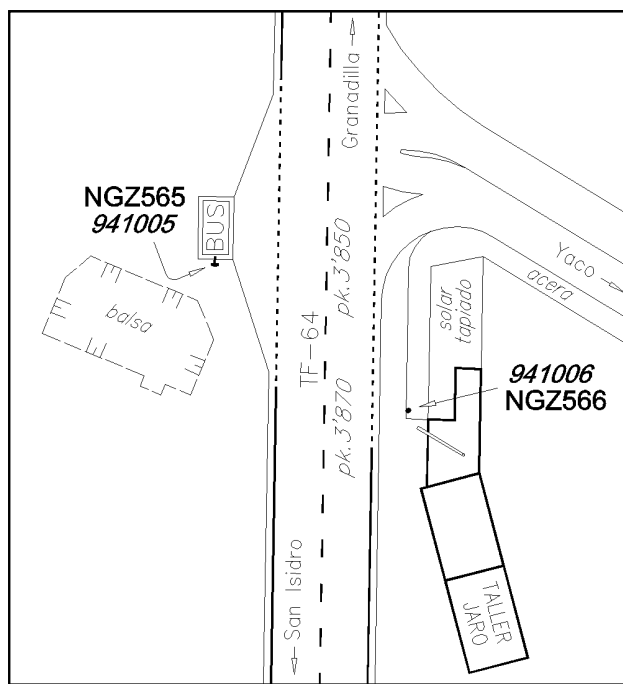 Granadilla
NGZ565
941005
BUS
balsa
TF-64
pk.3'850
pk.3'870
Yaco
acera
solar
tapiado
941006
NGZ566
San Isidro
TALLER
JARO